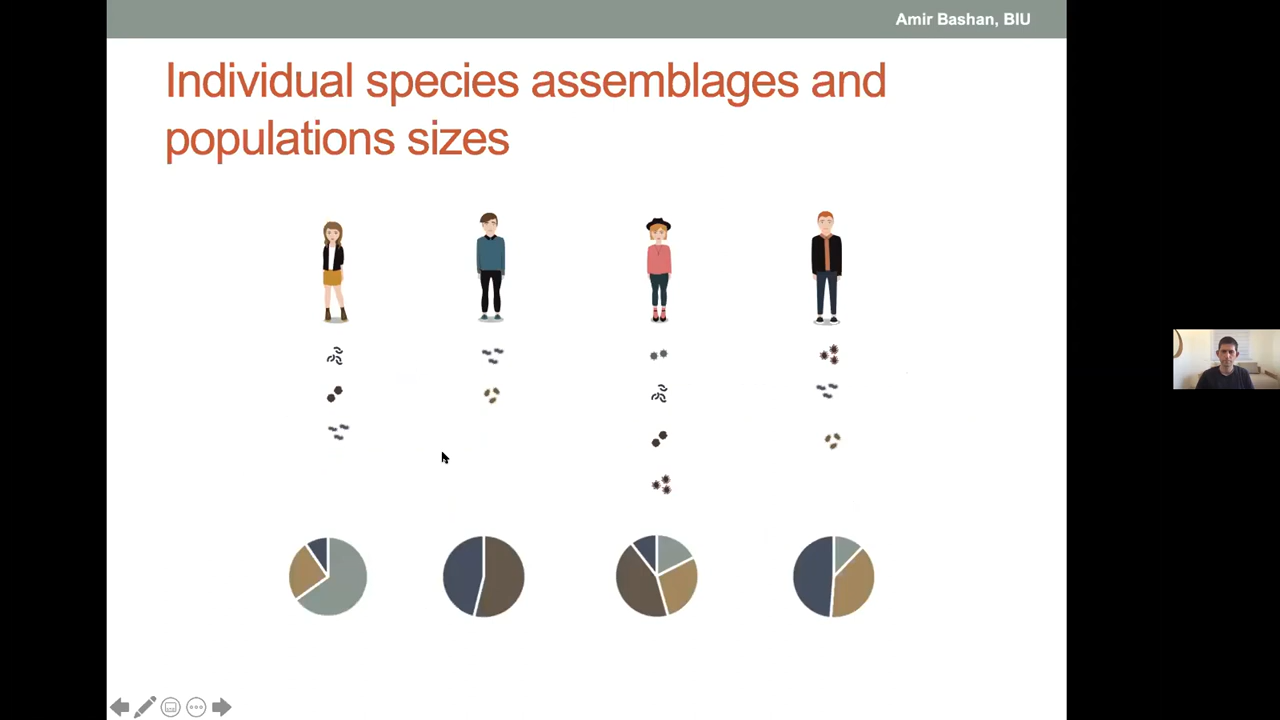 Amir Bashan, BIU
Individual species assemblages and
populations sizes